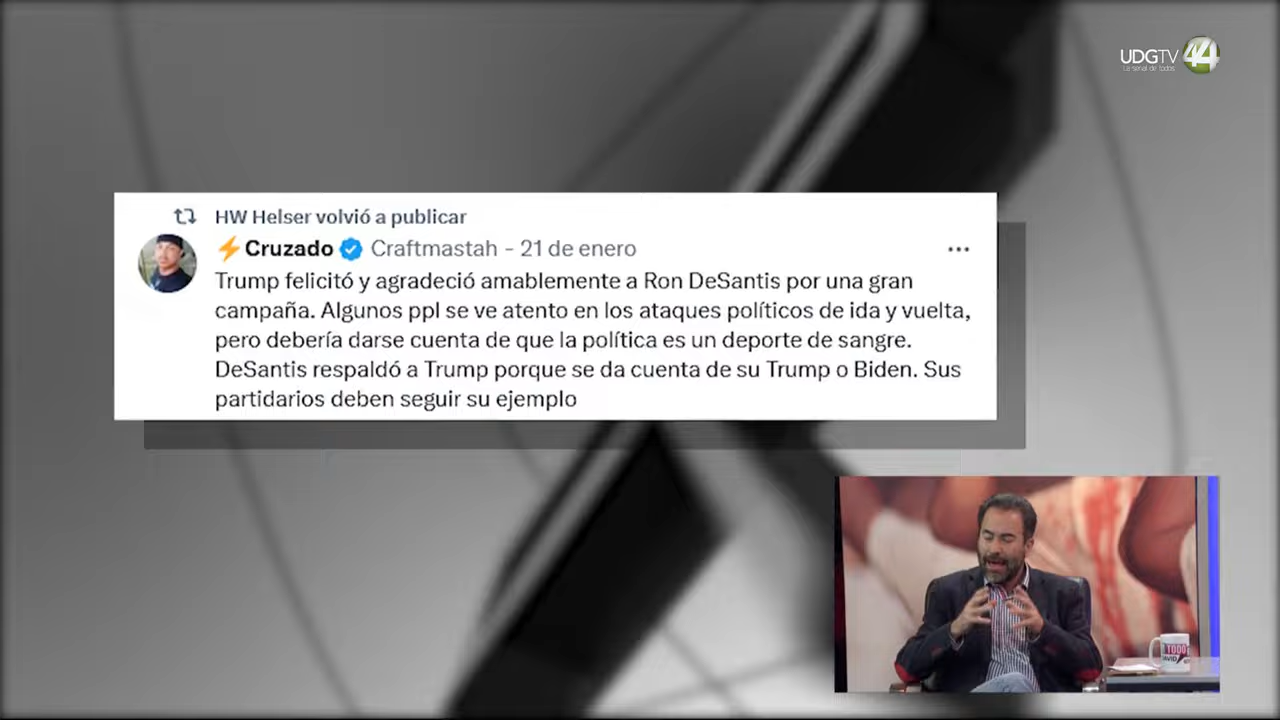 UDGTV 44
La señal de todos
HW Helser volvió a publicar
⚡Cruzado Craftmastah - 21 de enero
Trump felicitó y agradeció amablemente a Ron DeSantis por una gran
campaña. Algunos ppl se ve atento en los ataques políticos de ida y vuelta,
pero debería darse cuenta de que la política es un deporte de sangre.
DeSantis respaldó a Trump porque se da cuenta de su Trump o Biden. Sus
partidarios deben seguir su ejemplo
TODO